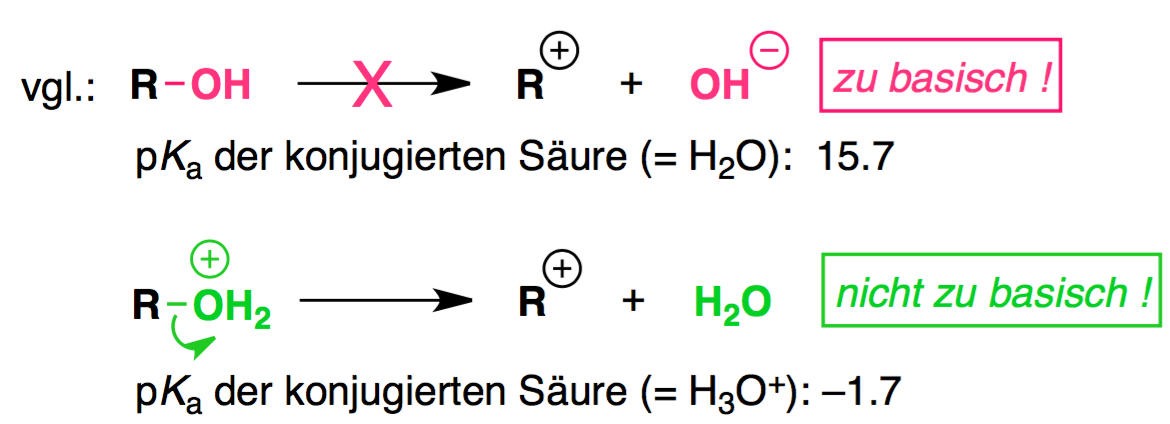 vgl.: R–OH ⟶ X R⊕ + OH⊖ zu basisch !
pKa der konjugierten Säure (= H₂O): 15.7
R–OH₂⊕ ⟶ R⊕ + H₂O nicht zu basisch !
pKa der konjugierten Säure (= H₃O⁺): –1.7